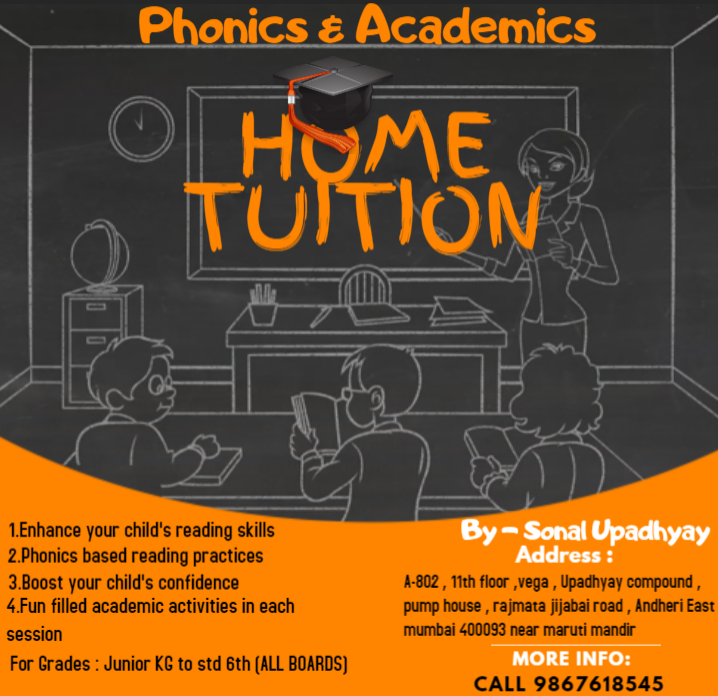 Phonics & Academics
HOME
TUITION
1.Enhance your child's reading skills
2.Phonics based reading practices
3.Boost your child's confidence
4.Fun filled academic activities in each
session
For Grades : Junior KG to std 6th (ALL BOARDS)
By - Sonal Upadhyay
Address :
A-802 , 11th floor ,vega , Upadhyay compound ,
pump house , rajmata jijabai road , Andheri East
mumbai 400093 near maruti mandir
MORE INFO:
CALL 9867618545